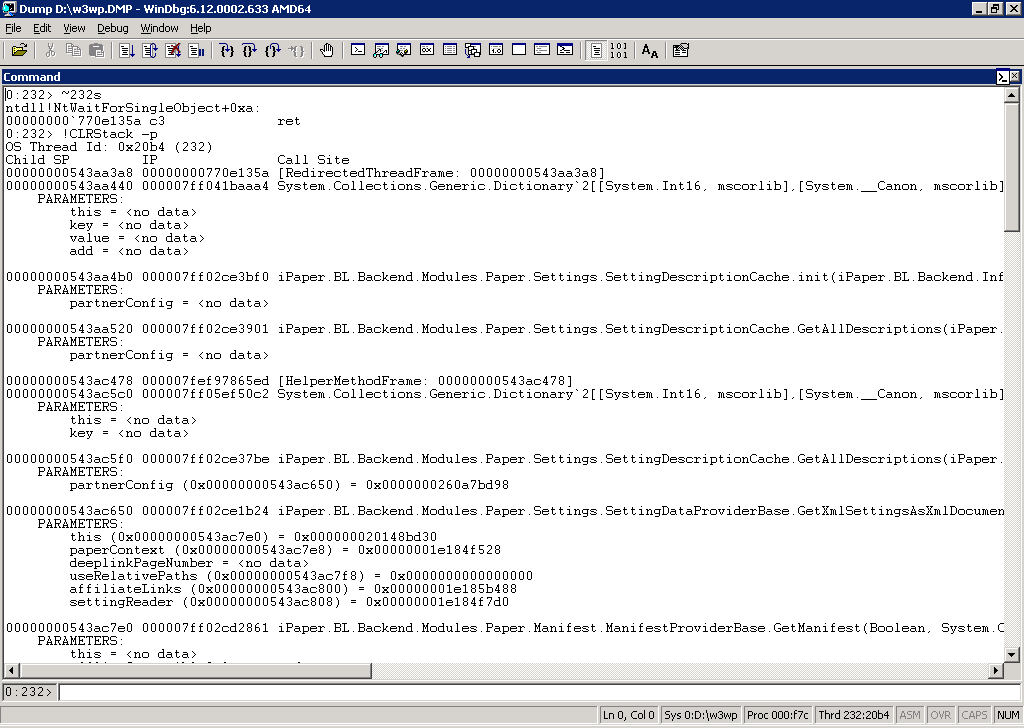 Dump D:\w3wp.DMP - WinDbg:6.12.0002.633 AMD64
File Edit View Debug Window Help
Command
0:232> ~232s
ntdll!NtWaitForSingleObject+0xa:
00000000`770e135a c3              ret
0:232> !CLRStack -p
OS Thread Id: 0x20b4 (232)
Child SP         IP               Call Site
00000000543aa3a8 00000000770e135a [RedirectedThreadFrame: 00000000543aa3a8]
00000000543aa440 000007ff041baaa4 System.Collections.Generic.Dictionary`2[[System.Int16, mscorlib],[System.__Canon, mscorlib]
PARAMETERS:
this = <no data>
key = <no data>
value = <no data>
add = <no data>
00000000543aa4b0 000007ff02ce3bf0 iPaper.BL.Backend.Modules.Paper.Settings.SettingDescriptionCache.init(iPaper.BL.Backend.Inf
PARAMETERS:
partnerConfig = <no data>
00000000543aa520 000007ff02ce3901 iPaper.BL.Backend.Modules.Paper.Settings.SettingDescriptionCache.GetAllDescriptions(iPaper.
PARAMETERS:
partnerConfig = <no data>
00000000543ac478 000007fef97865ed [HelperMethodFrame: 00000000543ac478]
00000000543ac5c0 000007ff05ef50c2 System.Collections.Generic.Dictionary`2[[System.Int16, mscorlib],[System.__Canon, mscorlib]
PARAMETERS:
this = <no data>
key = <no data>
00000000543ac5f0 000007ff02ce37be iPaper.BL.Backend.Modules.Paper.Settings.SettingDescriptionCache.GetAllDescriptions(iPaper.
PARAMETERS:
partnerConfig (0x00000000543ac650) = 0x0000000260a7bd98
00000000543ac650 000007ff02ce1b24 iPaper.BL.Backend.Modules.Paper.Settings.SettingDataProviderBase.GetXmlSettingsAsXmlDocumen
PARAMETERS:
this (0x00000000543ac7e0) = 0x000000020148bd30
paperContext (0x00000000543ac7e8) = 0x00000001e184f528
deeplinkPageNumber = <no data>
useRelativePaths (0x00000000543ac7f8) = 0x0000000000000000
affiliateLinks (0x00000000543ac800) = 0x00000001e185b488
settingReader (0x00000000543ac808) = 0x00000001e184f7d0
00000000543ac7e0 000007ff02cd2861 iPaper.BL.Backend.Modules.Paper.Manifest.ManifestProviderBase.GetManifest(Boolean, System.C
PARAMETERS:
this = <no data>
0:232>
Ln 0, Col 0 Sys 0:D:\w3wp Proc 000:f7c Thrd 232:20b4 ASM OVR CAPS NUM